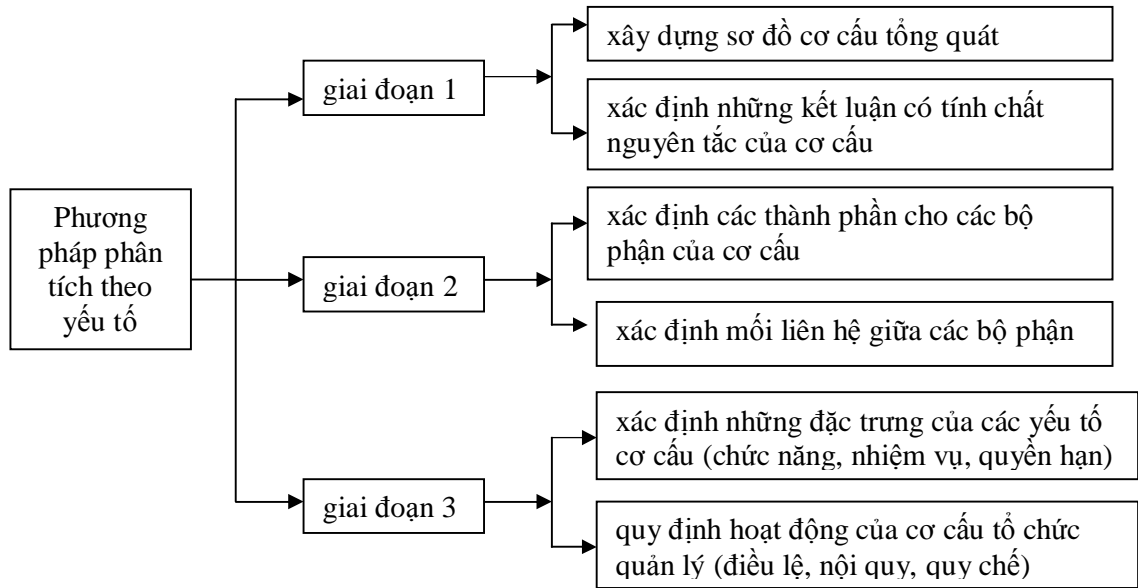 Phương
pháp phân
tích theo
yếu tố
giai đoạn 1
xây dựng sơ đồ cơ cấu tổng quát
xác định những kết luận có tính chất
nguyên tắc của cơ cấu
giai đoạn 2
xác định các thành phần cho các bộ
phận của cơ cấu
xác định mối liên hệ giữa các bộ phận
giai đoạn 3
xác định những đặc trưng của các yếu tố
cơ cấu (chức năng, nhiệm vụ, quyền hạn)
quy định hoạt động của cơ cấu tổ chức
quản lý (điều lệ, nội quy, quy chế)